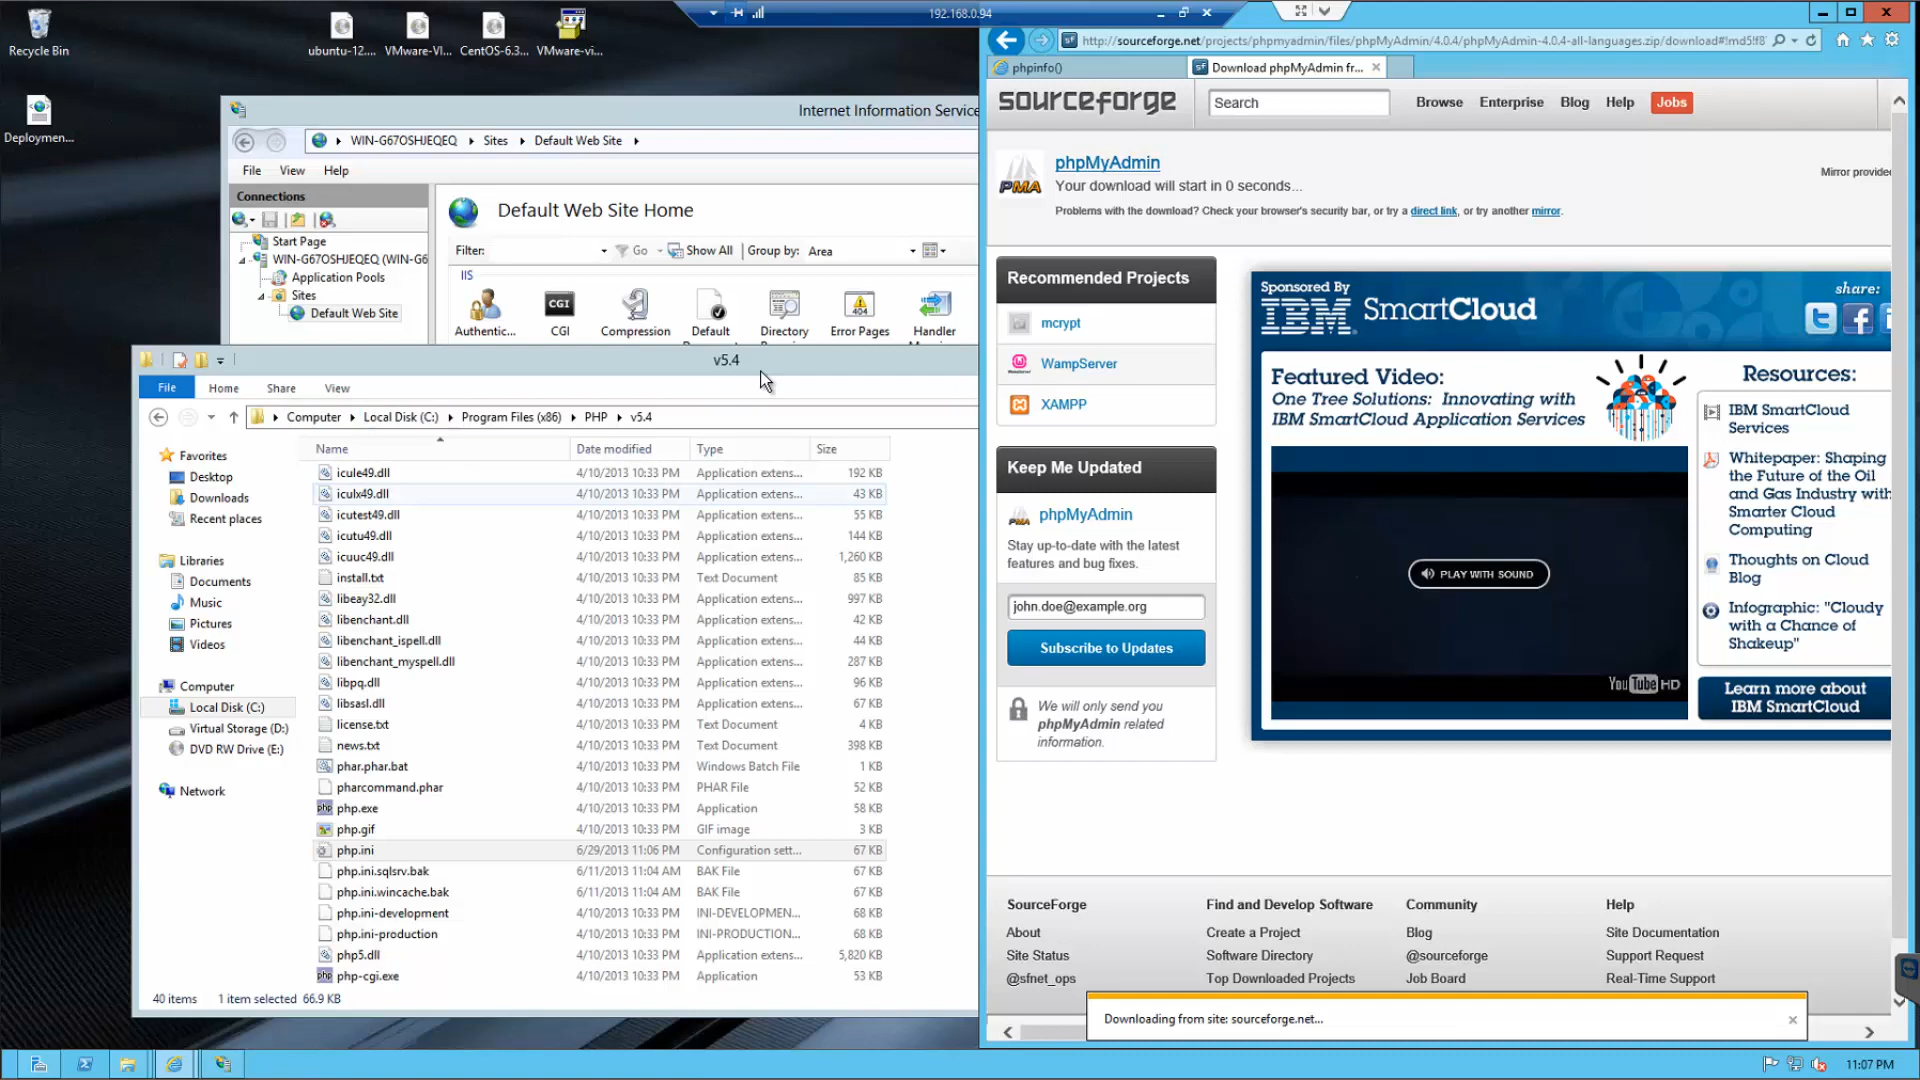 Recycle Bin
ubuntu-12....
VMware-VI...
CentOS-6.3...
VMware-vi...
Deploymen...
192.168.0.94
Internet Information Service
WIN-G67OSHJEQEQ
Sites
Default Web Site
File
View
Help
Connections
Start Page
WIN-G67OSHJEQEQ (WIN-G6
Application Pools
Sites
Default Web Site
Default Web Site Home
Filter:
Go
Show All
Group by:
Area
IIS
Authentic...
CGI
CGI
Compression
Default
Directory
404
Error Pages
Handler
v5.4
File
Home
Share
View
Computer
Local Disk (C:)
Program Files (x86)
PHP
v5.4
Favorites
Desktop
Downloads
Recent places
Libraries
Documents
Music
Pictures
Videos
Computer
Local Disk (C:)
Virtual Storage (D:)
DVD RW Drive (E:)
Network
Name Date modified Type Size
icule49.dll 4/10/2013 10:33 PM Application extens... 192 KB
iculx49.dll 4/10/2013 10:33 PM Application extens... 43 KB
icutest49.dll 4/10/2013 10:33 PM Application extens... 55 KB
icutu49.dll 4/10/2013 10:33 PM Application extens... 144 KB
icuuc49.dll 4/10/2013 10:33 PM Application extens... 1,260 KB
install.txt 4/10/2013 10:33 PM Text Document 85 KB
libeay32.dll 4/10/2013 10:33 PM Application extens... 997 KB
libenchant.dll 4/10/2013 10:33 PM Application extens... 42 KB
libenchant_ispell.dll 4/10/2013 10:33 PM Application extens... 44 KB
libenchant_myspell.dll 4/10/2013 10:33 PM Application extens... 287 KB
libpq.dll 4/10/2013 10:33 PM Application extens... 96 KB
libsasl.dll 4/10/2013 10:33 PM Application extens... 67 KB
license.txt 4/10/2013 10:33 PM Text Document 4 KB
news.txt 4/10/2013 10:33 PM Text Document 398 KB
phar.phar.bat 4/10/2013 10:33 PM Windows Batch File 1 KB
pharcommand.phar 4/10/2013 10:33 PM PHAR File 52 KB
php.exe 4/10/2013 10:33 PM Application 58 KB
php.gif 4/10/2013 10:33 PM GIF image 3 KB
php.ini 6/29/2013 11:06 PM Configuration sett... 67 KB
php.ini.sqlsrv.bak 6/11/2013 11:04 AM BAK File 67 KB
php.ini.wincache.bak 6/11/2013 11:04 AM BAK File 67 KB
php.ini-development 4/10/2013 10:33 PM INI-DEVELOPMEN... 68 KB
php.ini-production 4/10/2013 10:33 PM INI-PRODUCTION... 68 KB
php5.dll 4/10/2013 10:33 PM Application extens... 5,820 KB
php-cgi.exe 4/10/2013 10:33 PM Application 53 KB
40 items 1 item selected 66.9 KB
http://sourceforge.net/projects/phpmyadmin/files/phpMyAdmin/4.0.4/phpMyAdmin-4.0.4-all-languages.zip/download#!md5!f8
phpinfo()
Download phpMyAdmin fr...
sourceforge
Search
Browse
Enterprise
Blog
Help
Jobs
PMA
phpMyAdmin
Your download will start in 0 seconds...
Mirror provide
Problems with the download? Check your browser's security bar, or try a direct link, or try another mirror.
Recommended Projects
mcrypt
WampServer
XAMPP
Keep Me Updated
phpMyAdmin
Stay up-to-date with the latest
features and bug fixes.
john.doe@example.org
Subscribe to Updates
We will only send you
phpMyAdmin related
information.
Sponsored By
IBM. SmartCloud
share:
Featured Video:
One Tree Solutions: Innovating with
IBM SmartCloud Application Services
PLAY WITH SOUND
YouTube HD
Resources:
IBM SmartCloud
Services
Whitepaper: Shaping
the Future of the Oil
and Gas Industry with
Smarter Cloud
Computing
Thoughts on Cloud
Blog
Infographic: "Cloudy
with a Chance of
Shakeup"
Learn more about
IBM SmartCloud
SourceForge
About
Site Status
@sfnet_ops
Find and Develop Software
Create a Project
Software Directory
Top Downloaded Projects
Community
Blog
@sourceforge
Job Board
Help
Site Documentation
Support Request
Real-Time Support
Downloading from site: sourceforge.net...
11:07 PM